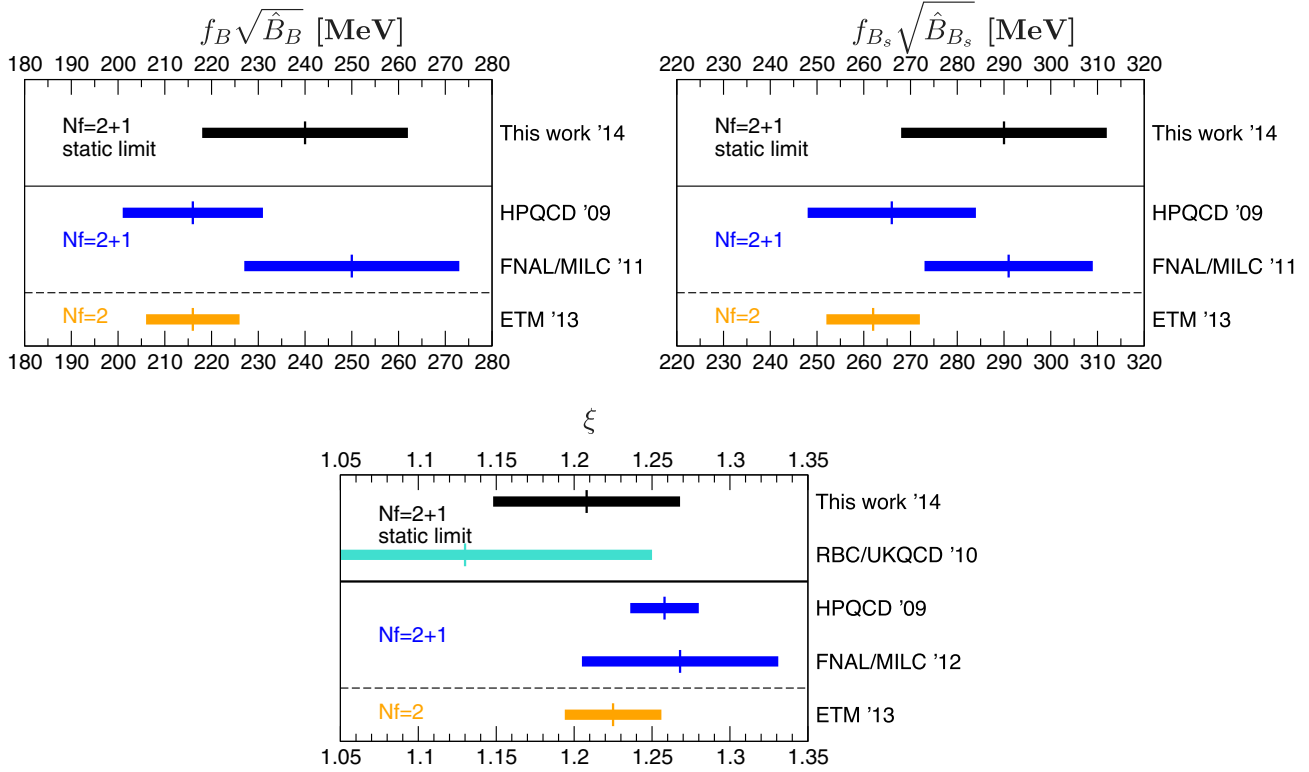 f_B√B̂_B [MeV]
180 190 200 210 220 230 240 250 260 270 280
Nf=2+1
static limit
This work '14
HPQCD '09
Nf=2+1
FNAL/MILC '11
Nf=2
ETM '13
180 190 200 210 220 230 240 250 260 270 280
f_{B_s}√B̂_{B_s} [MeV]
220 230 240 250 260 270 280 290 300 310 320
Nf=2+1
static limit
This work '14
HPQCD '09
Nf=2+1
FNAL/MILC '11
Nf=2
ETM '13
220 230 240 250 260 270 280 290 300 310 320
ξ
1.05 1.1 1.15 1.2 1.25 1.3 1.35
This work '14
Nf=2+1
static limit
RBC/UKQCD '10
HPQCD '09
Nf=2+1
FNAL/MILC '12
Nf=2
ETM '13
1.05 1.1 1.15 1.2 1.25 1.3 1.35